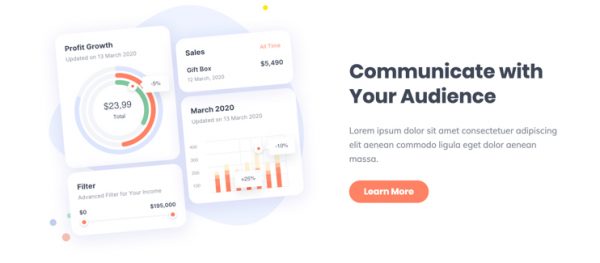 Profit Growth
Updated on 13 March 2020
-5%
$23,99
Total
Sales
All Time
Gift Box
$5,490
12 March, 2020
March 2020
Updated on 13 March 2020
400
300
200
100
-10%
+25%
Filter
Advanced Filter for Your Income
$0
$195,000
Communicate with
Your Audience
Lorem ipsum dolor sit amet consectetuer adipiscing
elit aenean commodo ligula eget dolor aenean
massa.
Learn More